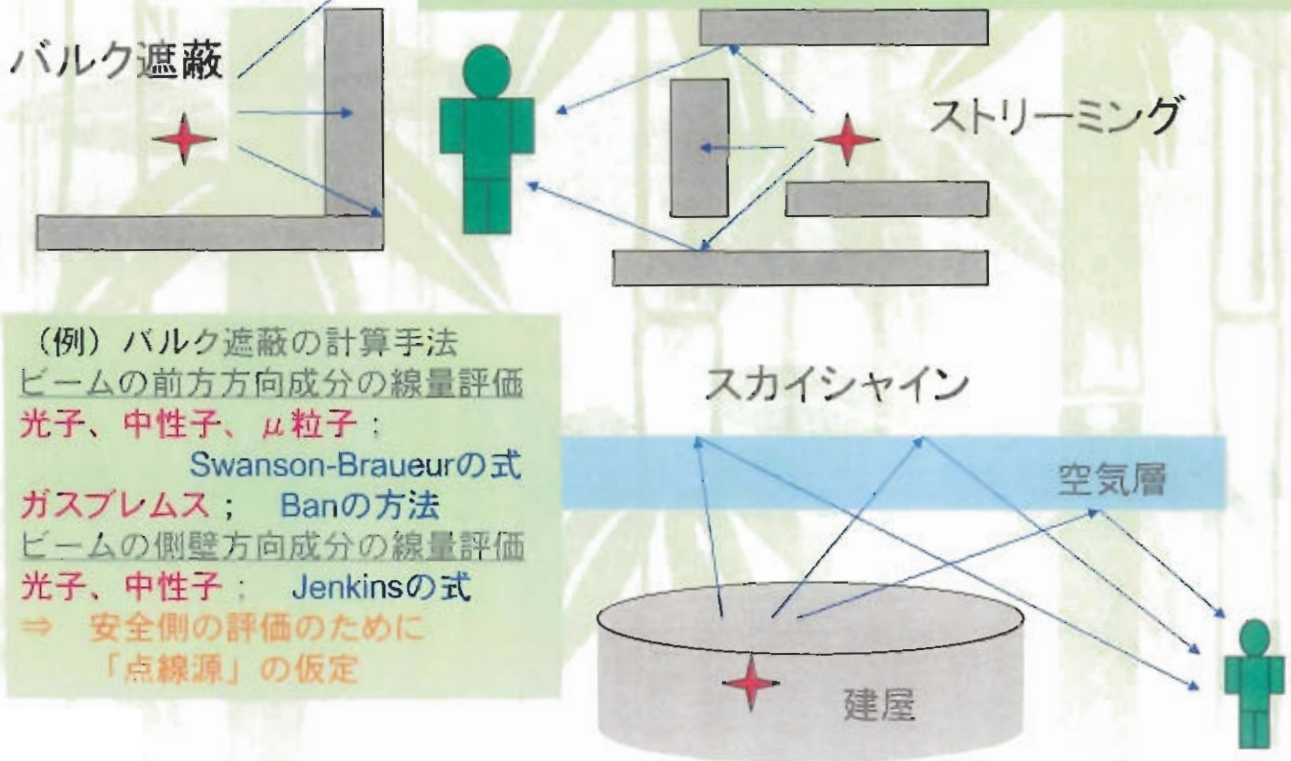 バルク遮蔽
ストリーミング
（例）バルク遮蔽の計算手法
ビームの前方方向成分の線量評価
光子、中性子、μ粒子；
Swanson-Braueurの式
ガスブレムス； Banの方法
ビームの側壁方向成分の線量評価
光子、中性子； Jenkinsの式
⇒ 安全側の評価のために
「点線源」の仮定
スカイシャイン
空気層
建屋